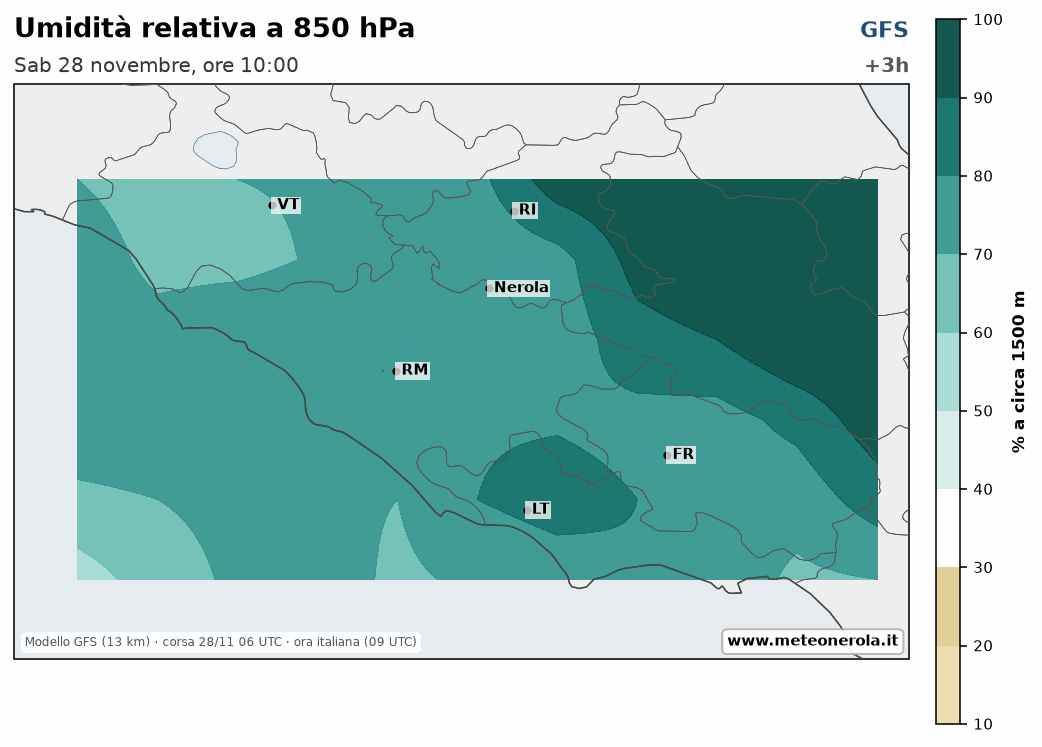 Umidità relativa a 850 hPa
GFS
Sab 28 novembre, ore 10:00
+3h
VT
RI
Nerola
RM
FR
LT
Modello GFS (13 km) · corsa 28/11 06 UTC · ora italiana (09 UTC)
www.meteonerola.it
100
90
80
70
60
50
40
30
20
10
% a circa 1500 m